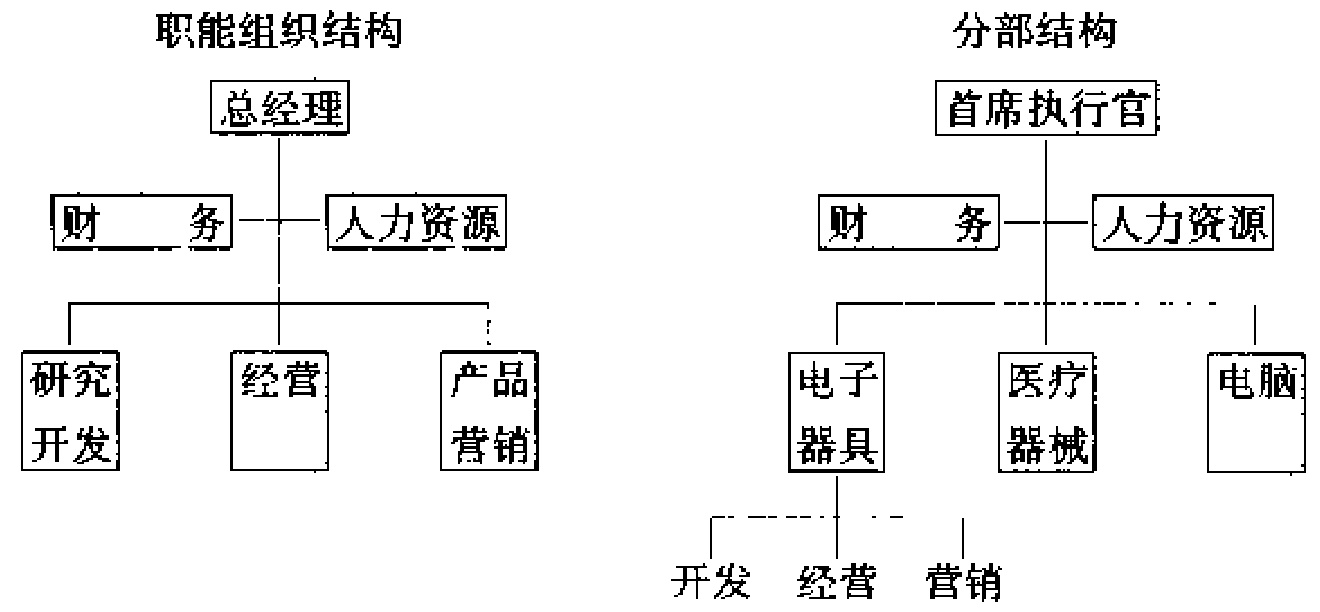 职能组织结构
总经理
财 务
人力资源
研究
开发
经营
产品
营销
分部结构
首席执行官
财 务
人力资源
电子
器具
医疗
器械
电脑
开发
经营
营销